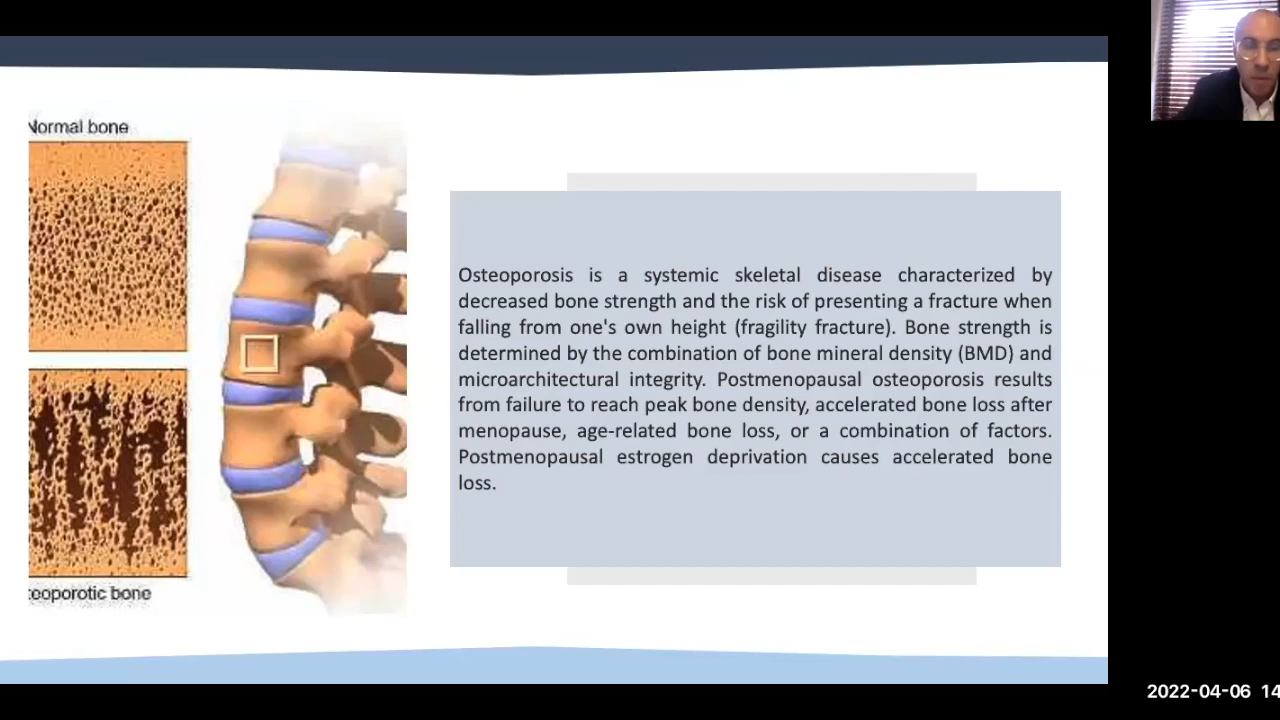 Normal bone
Osteoporosis is a systemic skeletal disease characterized by
decreased bone strength and the risk of presenting a fracture when
falling from one's own height (fragility fracture). Bone strength is
determined by the combination of bone mineral density (BMD) and
microarchitectural integrity. Postmenopausal osteoporosis results
from failure to reach peak bone density, accelerated bone loss after
menopause, age-related bone loss, or a combination of factors.
Postmenopausal estrogen deprivation causes accelerated bone
loss.
teoporotic bone
2022-04-06 14